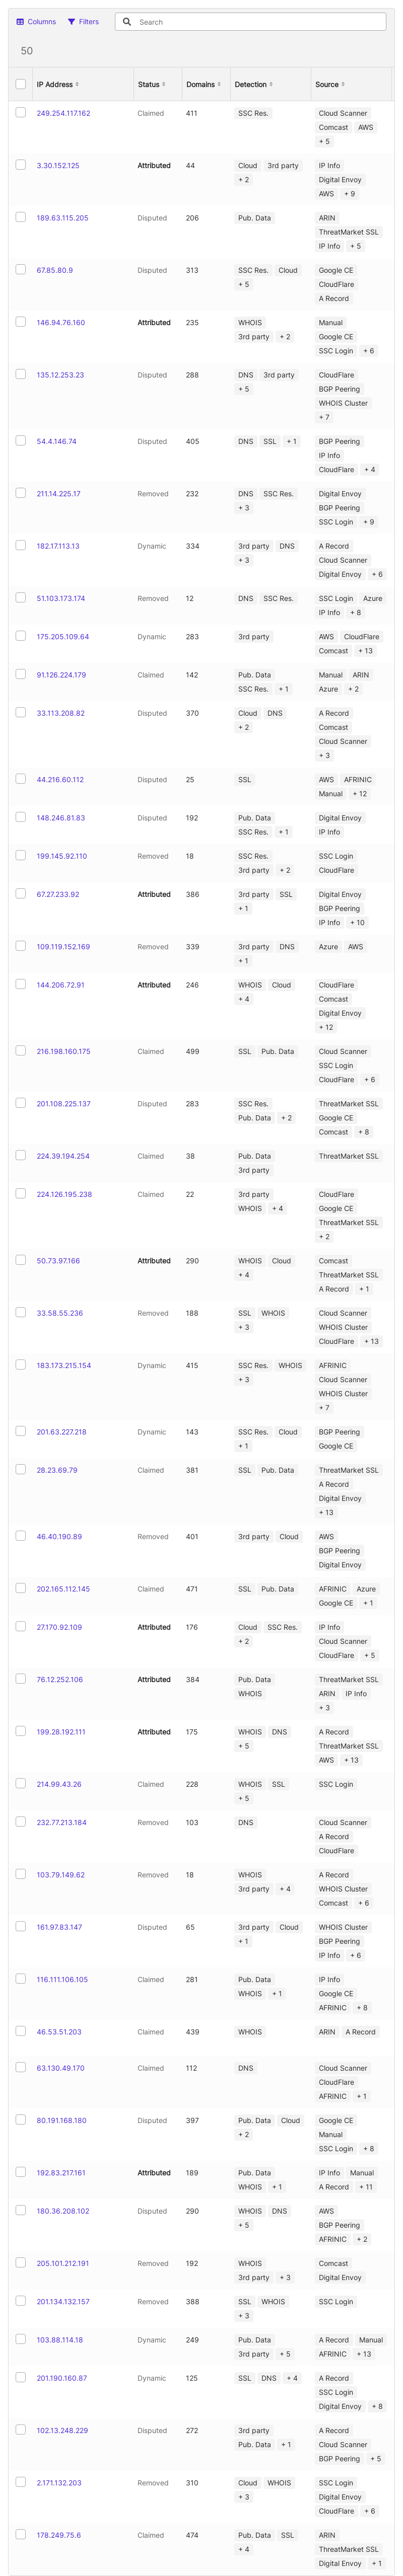 Columns Filters Search
50
IP Address Status Domains Detection Source
249.254.117.162 Claimed 411 SSC Res. Cloud Scanner
Comcast AWS
+ 5
3.30.152.125 Attributed 44 Cloud 3rd party IP Info
+ 2 Digital Envoy
AWS + 9
189.63.115.205 Disputed 206 Pub. Data ARIN
ThreatMarket SSL
IP Info + 5
67.85.80.9 Disputed 313 SSC Res. Cloud Google CE
+ 5 CloudFlare
A Record
146.94.76.160 Attributed 235 WHOIS Manual
3rd party + 2 Google CE
SSC Login + 6
135.12.253.23 Disputed 288 DNS 3rd party CloudFlare
+ 5 BGP Peering
WHOIS Cluster
+ 7
54.4.146.74 Disputed 405 DNS SSL + 1 BGP Peering
IP Info
CloudFlare + 4
211.14.225.17 Removed 232 DNS SSC Res. Digital Envoy
+ 3 BGP Peering
SSC Login + 9
182.17.113.13 Dynamic 334 3rd party DNS A Record
+ 3 Cloud Scanner
Digital Envoy + 6
51.103.173.174 Removed 12 DNS SSC Res. SSC Login Azure
IP Info + 8
175.205.109.64 Dynamic 283 3rd party AWS CloudFlare
Comcast + 13
91.126.224.179 Claimed 142 Pub. Data Manual ARIN
SSC Res. + 1 Azure + 2
33.113.208.82 Disputed 370 Cloud DNS A Record
+ 2 Comcast
Cloud Scanner
+ 3
44.216.60.112 Disputed 25 SSL AWS AFRINIC
Manual + 12
148.246.81.83 Disputed 192 Pub. Data Digital Envoy
SSC Res. + 1 IP Info
199.145.92.110 Removed 18 SSC Res. SSC Login
3rd party + 2 CloudFlare
67.27.233.92 Attributed 386 3rd party SSL Digital Envoy
+ 1 BGP Peering
IP Info + 10
109.119.152.169 Removed 339 3rd party DNS Azure AWS
+ 1
144.206.72.91 Attributed 246 WHOIS Cloud CloudFlare
+ 4 Comcast
Digital Envoy
+ 12
216.198.160.175 Claimed 499 SSL Pub. Data Cloud Scanner
SSC Login
CloudFlare + 6
201.108.225.137 Disputed 283 SSC Res. ThreatMarket SSL
Pub. Data + 2 Google CE
Comcast + 8
224.39.194.254 Claimed 38 Pub. Data ThreatMarket SSL
3rd party
224.126.195.238 Claimed 22 3rd party CloudFlare
WHOIS + 4 Google CE
ThreatMarket SSL
+ 2
50.73.97.166 Attributed 290 WHOIS Cloud Comcast
+ 4 ThreatMarket SSL
A Record + 1
33.58.55.236 Removed 188 SSL WHOIS Cloud Scanner
+ 3 WHOIS Cluster
CloudFlare + 13
183.173.215.154 Dynamic 415 SSC Res. WHOIS AFRINIC
+ 3 Cloud Scanner
WHOIS Cluster
+ 7
201.63.227.218 Dynamic 143 SSC Res. Cloud BGP Peering
+ 1 Google CE
28.23.69.79 Claimed 381 SSL Pub. Data ThreatMarket SSL
A Record
Digital Envoy
+ 13
46.40.190.89 Removed 401 3rd party Cloud AWS
BGP Peering
Digital Envoy
202.165.112.145 Claimed 471 SSL Pub. Data AFRINIC Azure
Google CE + 1
27.170.92.109 Attributed 176 Cloud SSC Res. IP Info
+ 2 Cloud Scanner
CloudFlare + 5
76.12.252.106 Attributed 384 Pub. Data ThreatMarket SSL
WHOIS ARIN IP Info
+ 3
199.28.192.111 Attributed 175 WHOIS DNS A Record
+ 5 ThreatMarket SSL
AWS + 13
214.99.43.26 Claimed 228 WHOIS SSL SSC Login
+ 5
232.77.213.184 Removed 103 DNS Cloud Scanner
A Record
CloudFlare
103.79.149.62 Removed 18 WHOIS A Record
3rd party + 4 WHOIS Cluster
Comcast + 6
161.97.83.147 Disputed 65 3rd party Cloud WHOIS Cluster
+ 1 BGP Peering
IP Info + 6
116.111.106.105 Claimed 281 Pub. Data IP Info
WHOIS + 1 Google CE
AFRINIC + 8
46.53.51.203 Claimed 439 WHOIS ARIN A Record
63.130.49.170 Claimed 112 DNS Cloud Scanner
CloudFlare
AFRINIC + 1
80.191.168.180 Disputed 397 Pub. Data Cloud Google CE
+ 2 Manual
SSC Login + 8
192.83.217.161 Attributed 189 Pub. Data IP Info Manual
WHOIS + 1 A Record + 11
180.36.208.102 Disputed 290 WHOIS DNS AWS
+ 5 BGP Peering
AFRINIC + 2
205.101.212.191 Removed 192 WHOIS Comcast
3rd party + 3 Digital Envoy
201.134.132.157 Removed 388 SSL WHOIS SSC Login
+ 3
103.88.114.18 Dynamic 249 Pub. Data A Record Manual
3rd party + 5 AFRINIC + 13
201.190.160.87 Dynamic 125 SSL DNS + 4 A Record
SSC Login
Digital Envoy + 8
102.13.248.229 Disputed 272 3rd party A Record
Pub. Data + 1 Cloud Scanner
BGP Peering + 5
2.171.132.203 Removed 310 Cloud WHOIS SSC Login
+ 3 Digital Envoy
CloudFlare + 6
178.249.75.6 Claimed 474 Pub. Data SSL ARIN
+ 4 ThreatMarket SSL
Digital Envoy + 1